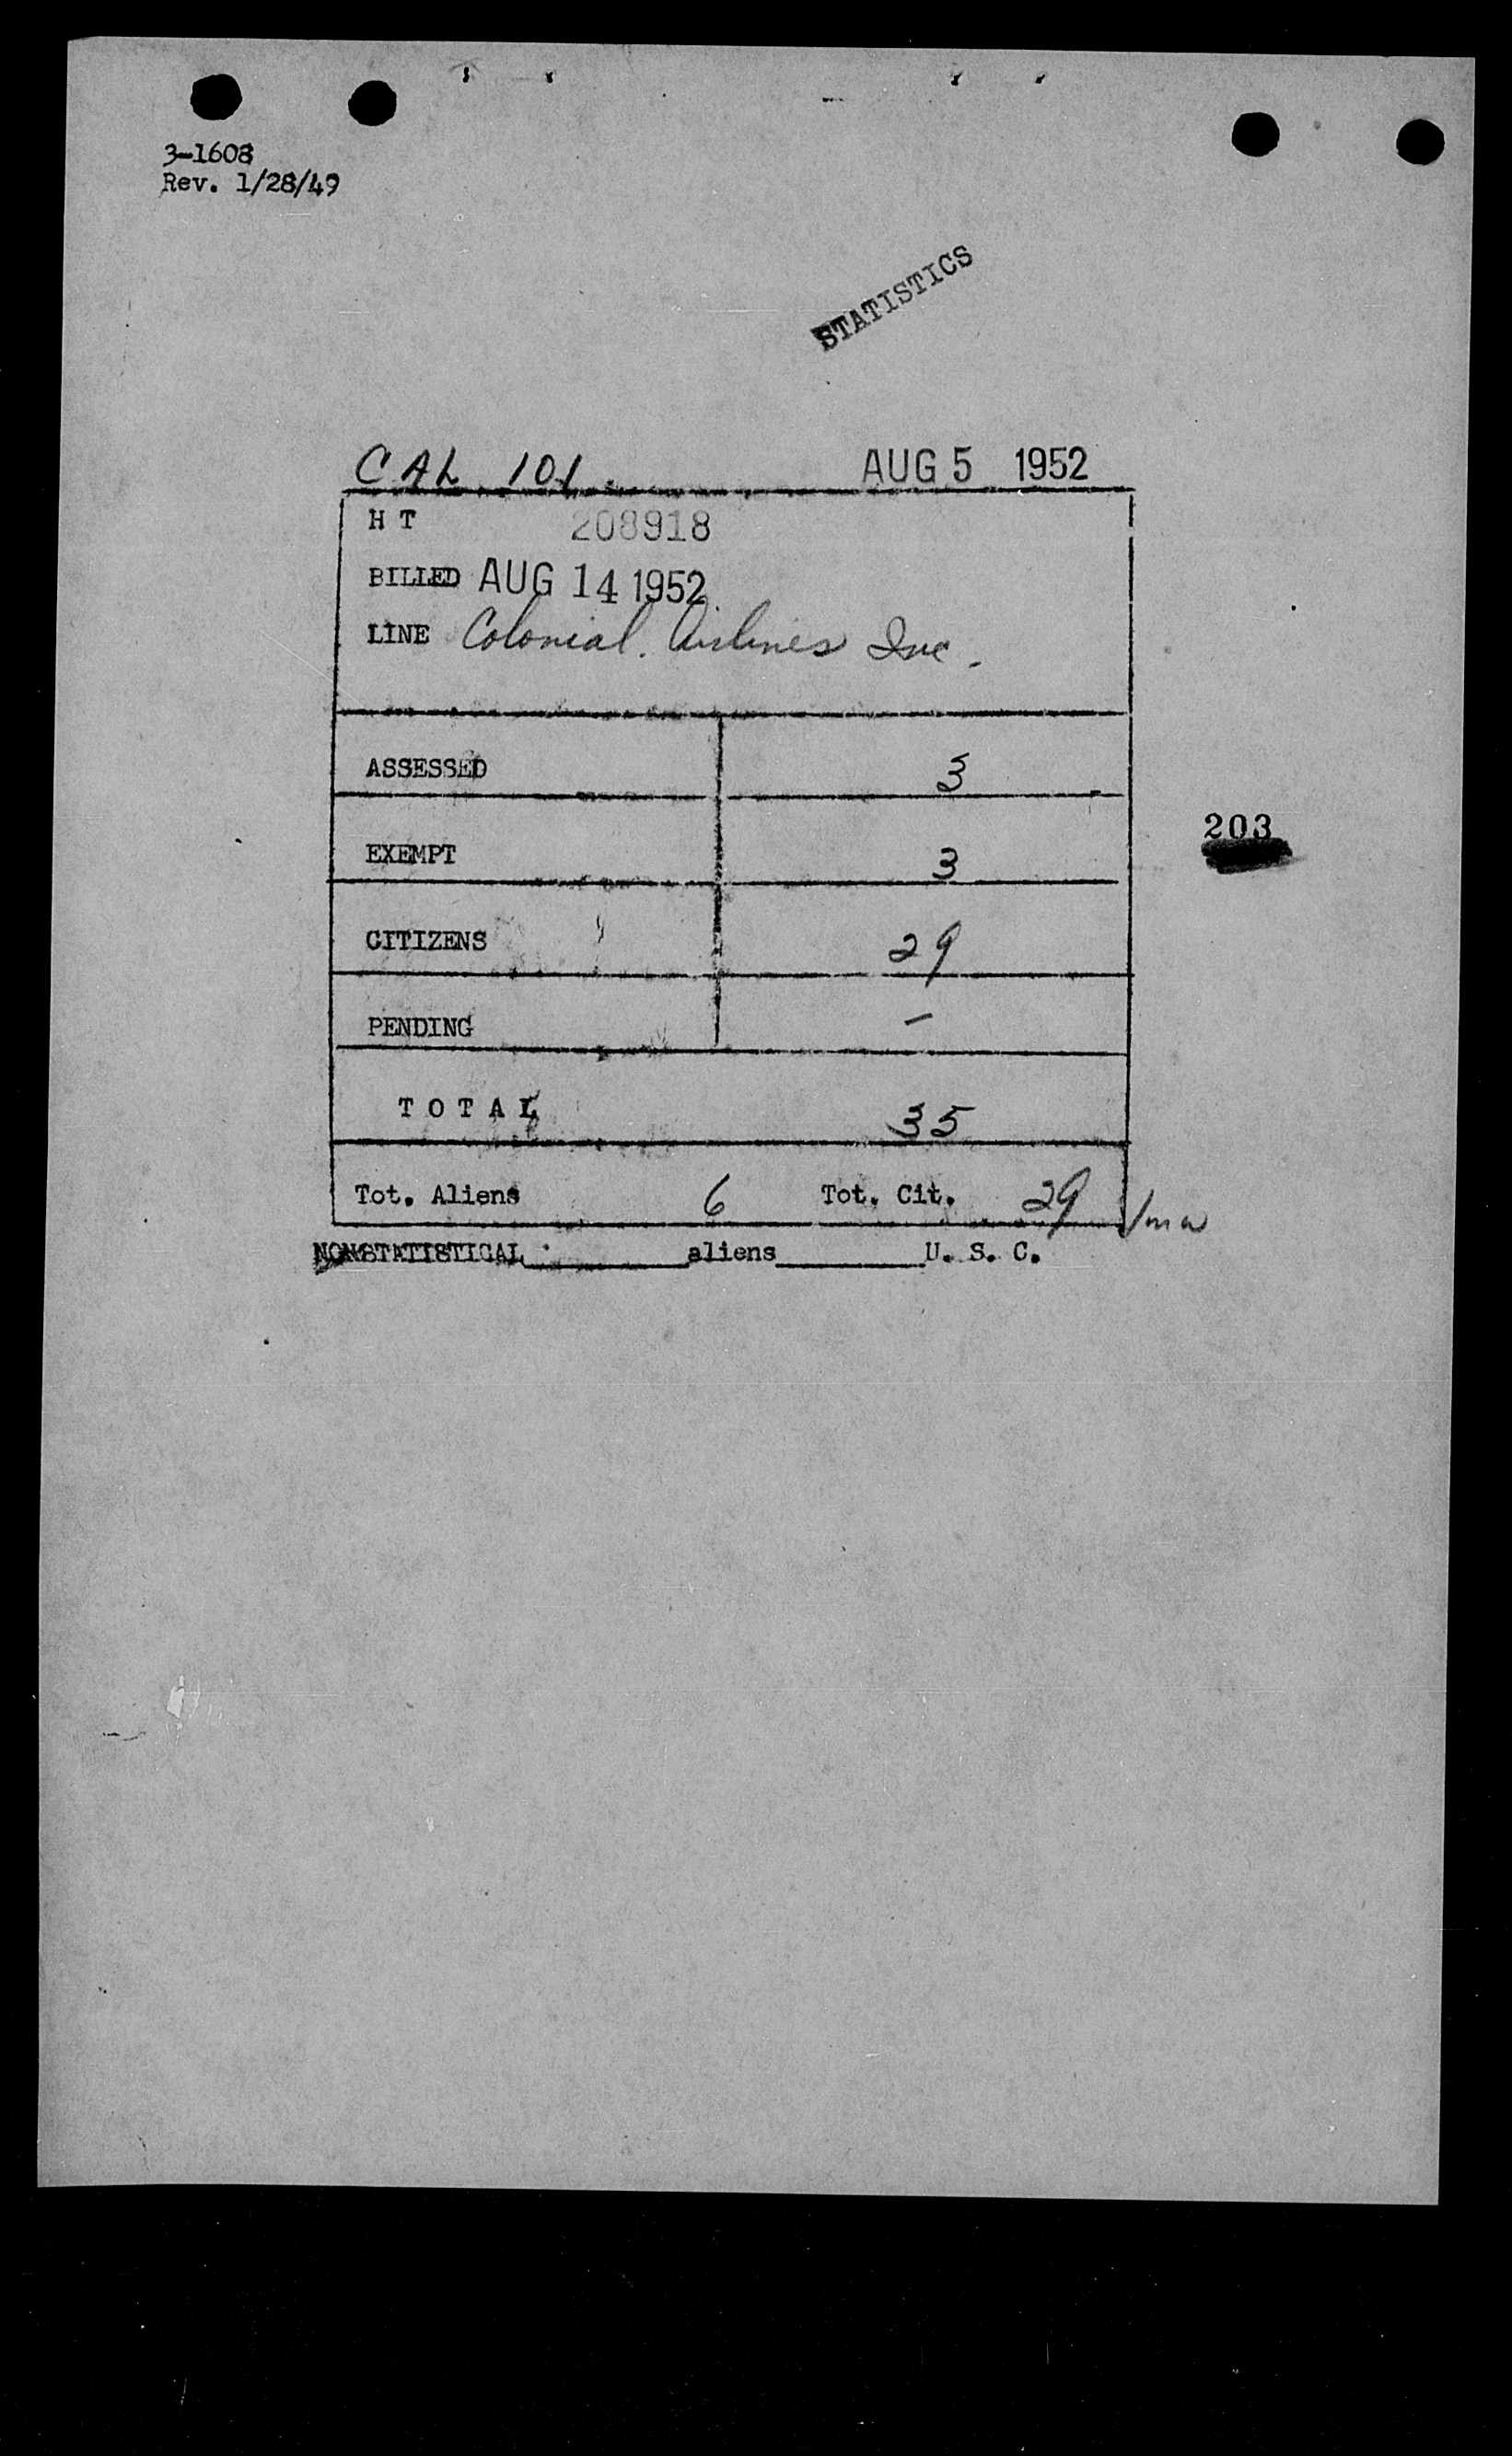 3-1608
Rev. 1/28/49
STATISTICS
CAL 101. AUG 5 1952
H T 208918
BILLED AUG 14 1952
LINE Colonial. Airlines Inc.
ASSESSED 3
203
EXEMPT 3
CITIZENS 29
PENDING -
TOTAL 35
Tot. Aliens 6 Tot. Cit. 29
NONSTATISTICAL aliens U. S. C.